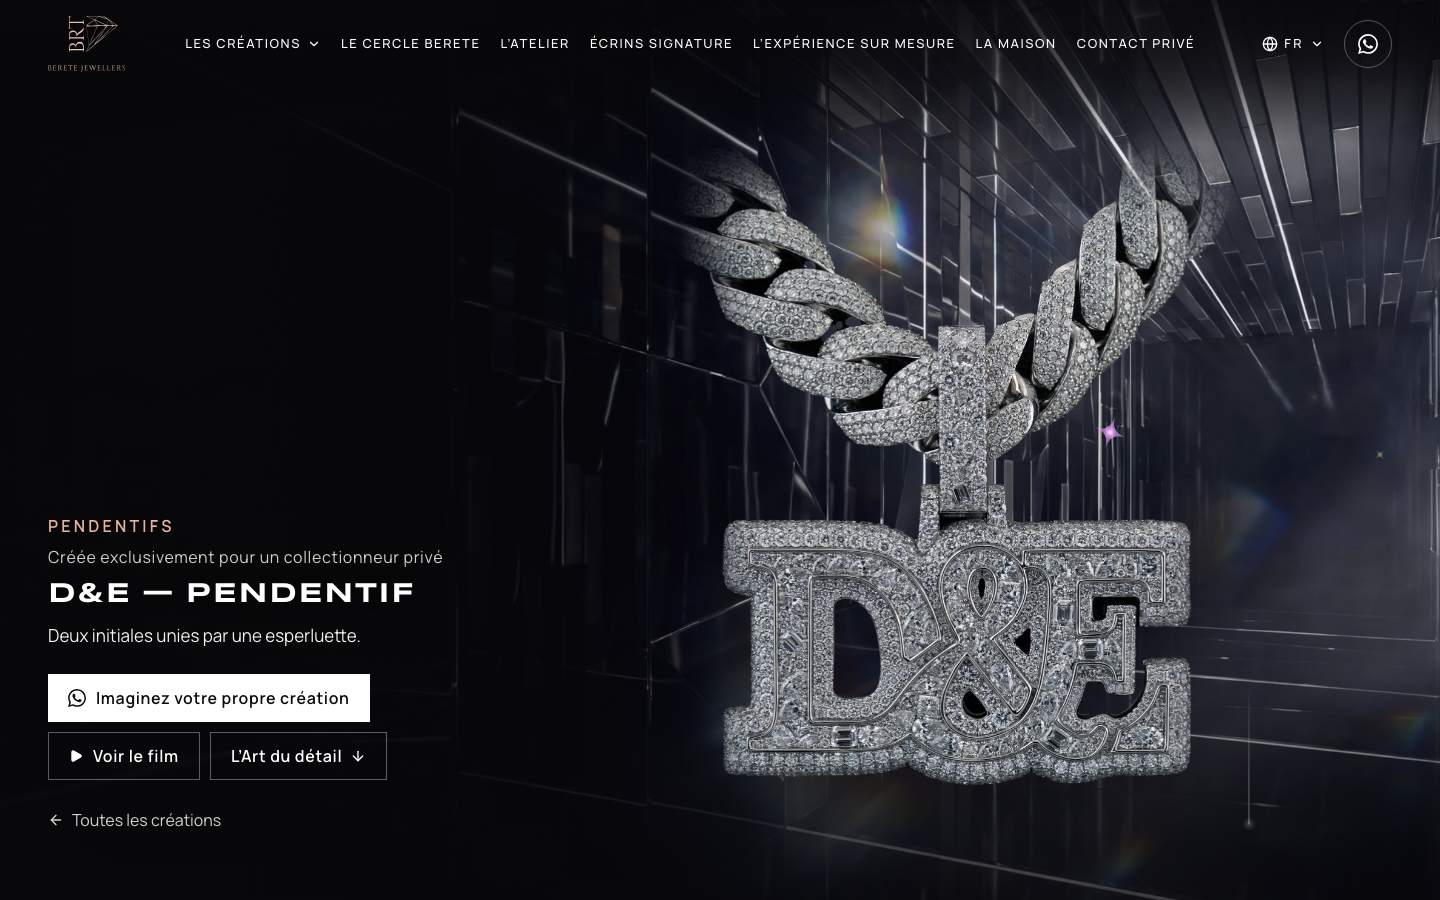 BRT
BERETE JEWELLERS
LES CRÉATIONS
LE CERCLE BERETE
L'ATELIER
ÉCRINS SIGNATURE
L'EXPÉRIENCE SUR MESURE
LA MAISON
CONTACT PRIVÉ
FR
D&E
PENDENTIFS
Créée exclusivement pour un collectionneur privé
D&E — PENDENTIF
Deux initiales unies par une esperluette.
Imaginez votre propre création
Voir le film
L'Art du détail ↓
← Toutes les créations